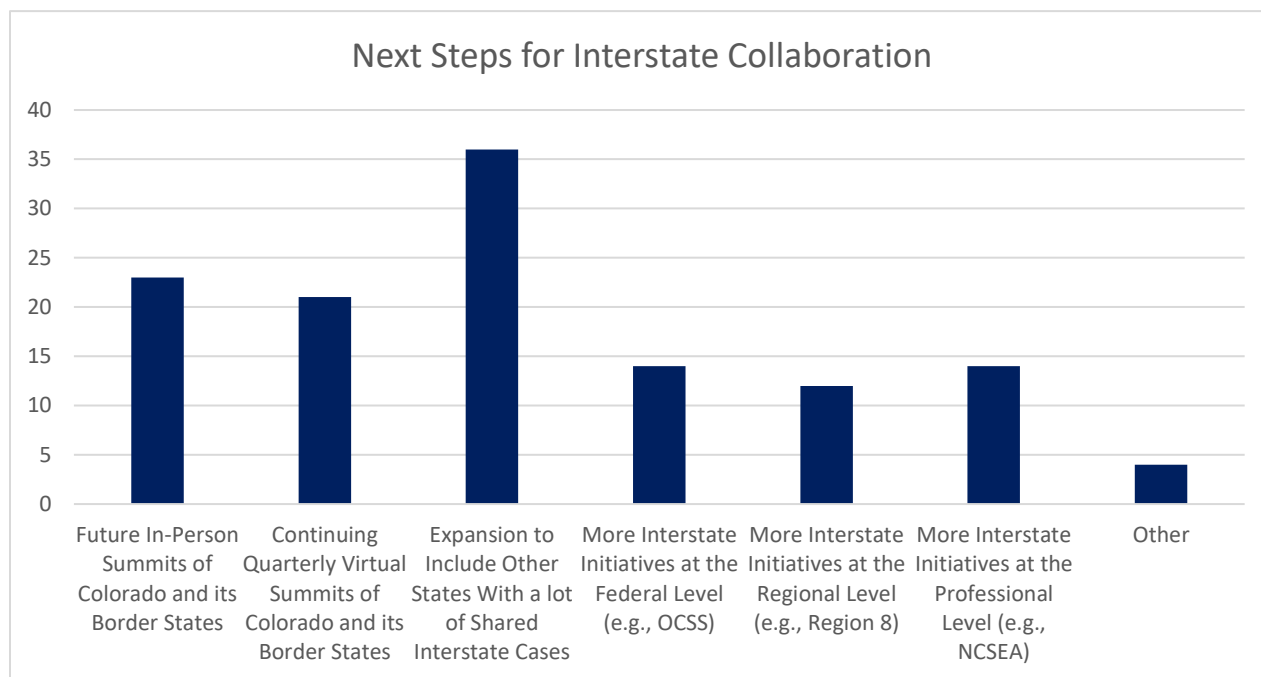 Next Steps for Interstate Collaboration
40
35
30
25
20
15
10
5
0
Future In-Person
Summits of
Colorado and its
Border States
Continuing
Quarterly Virtual
Summits of
Colorado and its
Border States
Expansion to
Include Other
States With a lot
of Shared
Interstate Cases
More Interstate
Initiatives at the
Federal Level
(e.g., OCSS)
More Interstate
Initiatives at the
Regional Level
(e.g., Region 8)
More Interstate
Initiatives at the
Professional
Level (e.g.,
NCSEA)
Other